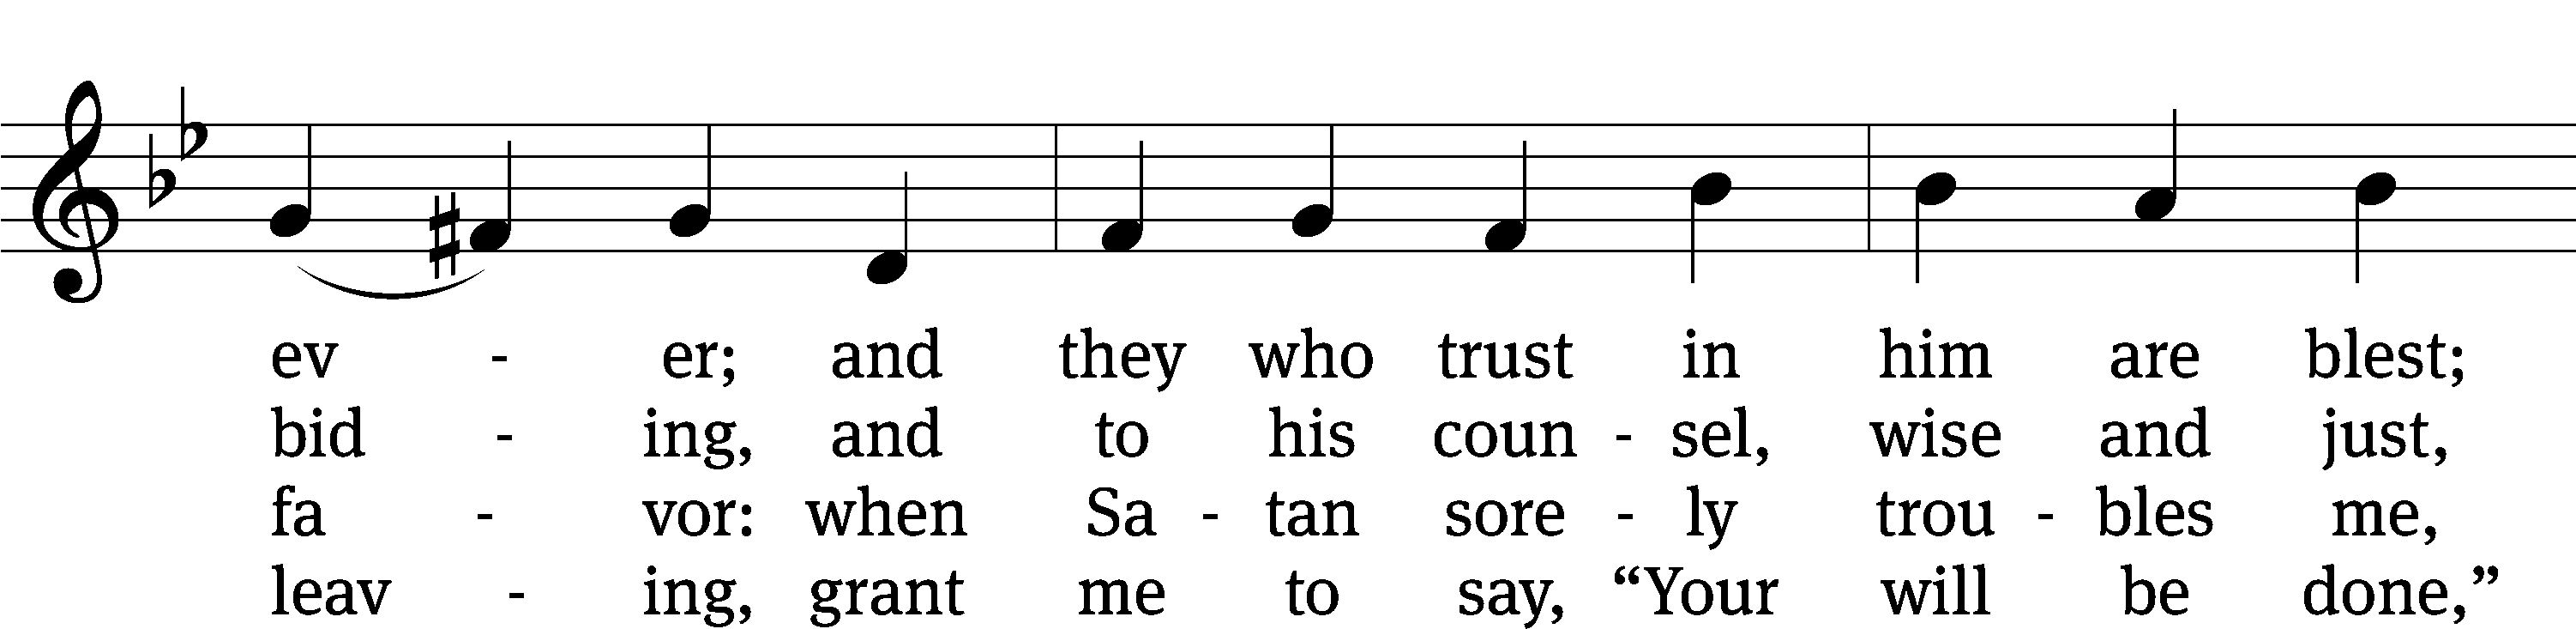 ev - er; and they who trust in him are blest;
bid - ing, and to his coun - sel, wise and just,
fa - vor: when Sa - tan sore - ly trou - bles me,
leav - ing, grant me to say, “Your will be done,”